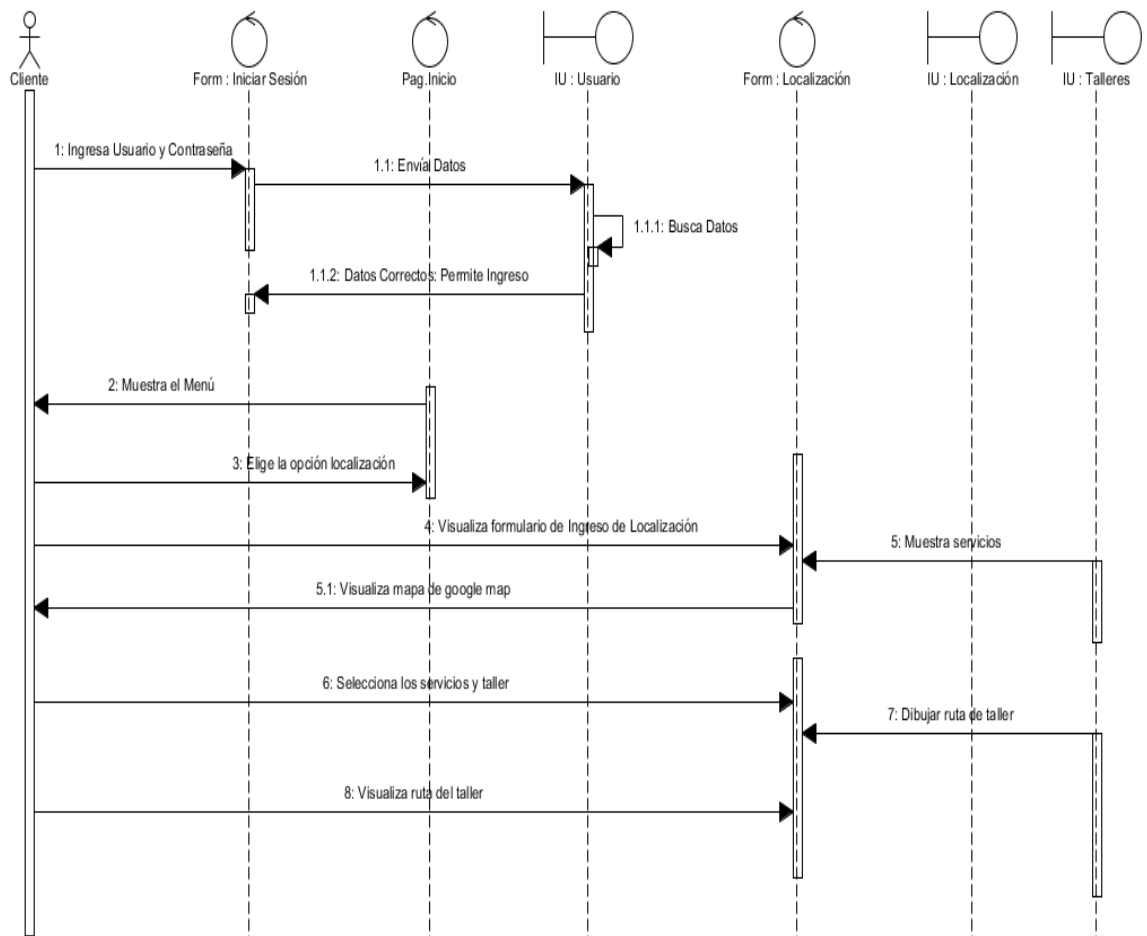 Cliente
Form : Iniciar Sesión
Pag.Inicio
IU : Usuario
Form : Localización
IU : Localización
IU : Talleres
1: Ingresa Usuario y Contraseña
1.1: Envía Datos
1.1.1: Busca Datos
1.1.2: Datos Correctos: Permite Ingreso
2: Muestra el Menú
3: Elige la opción localización
4: Visualiza formulario de Ingreso de Localización
5: Muestra servicios
5.1: Visualiza mapa de google map
6: Selecciona los servicios y taller
7: Dibujar ruta de taller
8: Visualiza ruta del taller